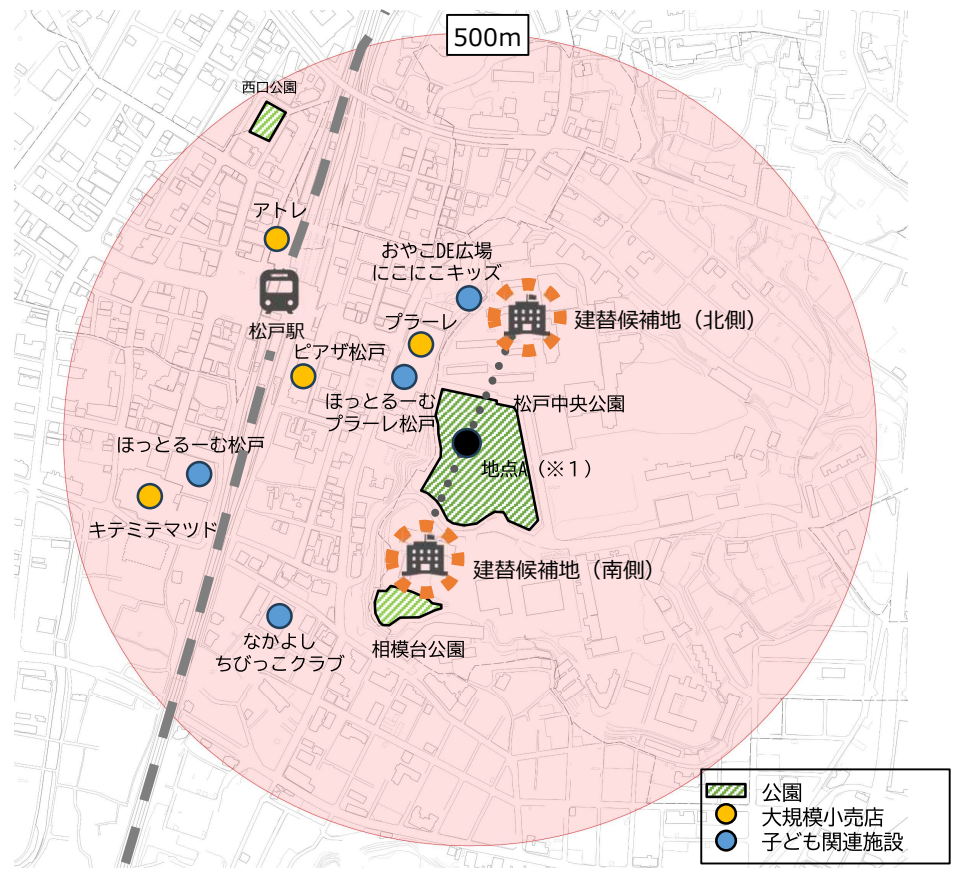 500m
西口公園
アトレ
おやこDE広場
にこにこキッズ
建替候補地（北側）
松戸駅
プラーレ
ピアザ松戸
ほっとるーむ
プラーレ松戸
松戸中央公園
地点A（※１）
ほっとるーむ松戸
キテミテマツド
建替候補地（南側）
なかよし
ちびっこクラブ
相模台公園
公園
大規模小売店
子ども関連施設